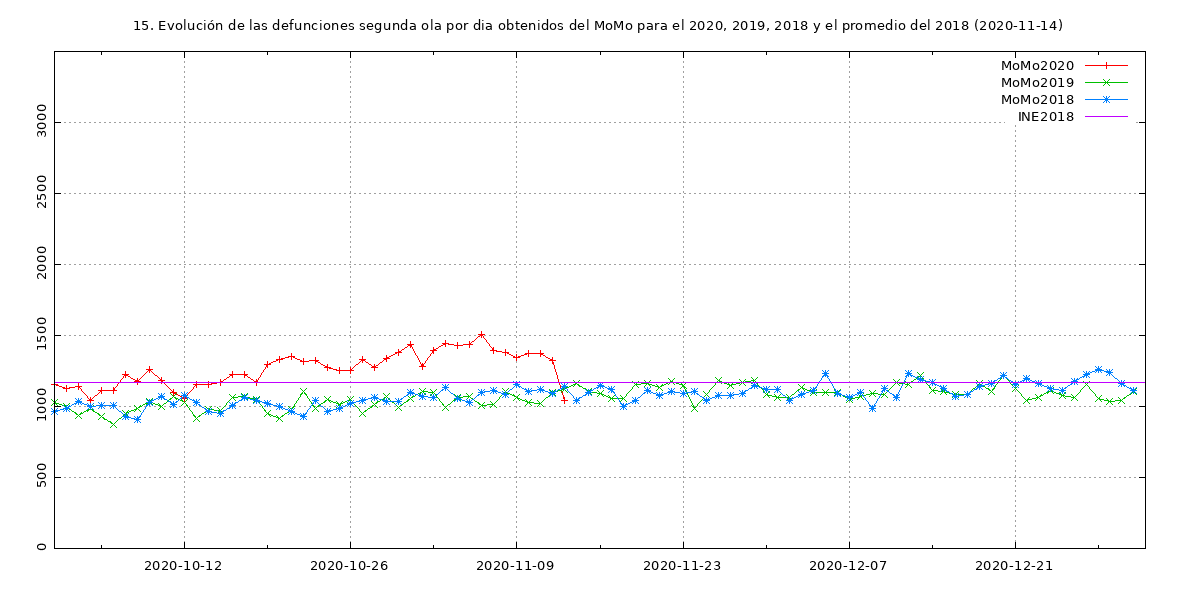 15. Evolución de las defunciones segunda ola por dia obtenidos del MoMo para el 2020, 2019, 2018 y el promedio del 2018 (2020-11-14)
MoMo2020
MoMo2019
MoMo2018
INE2018
3000
2500
2000
1500
1000
500
0
2020-10-12 2020-10-26 2020-11-09 2020-11-23 2020-12-07 2020-12-21